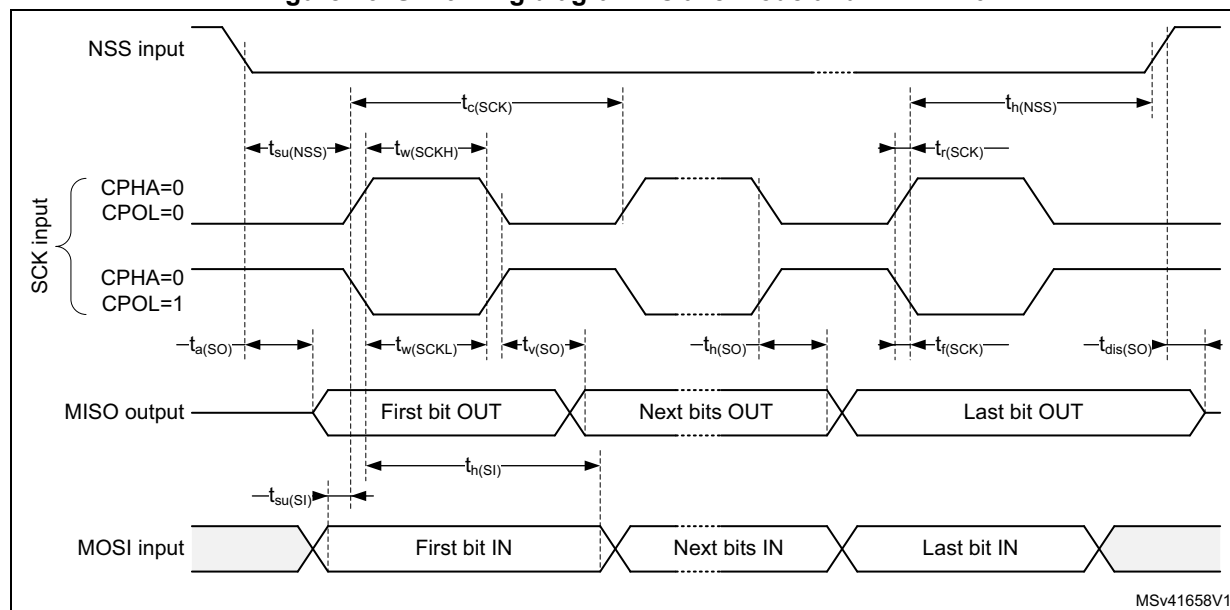 NSS input
tc(SCK)
th(NSS)
tsu(NSS)
tw(SCKH)
tr(SCK)
SCK input
CPHA=0
CPOL=0
CPHA=0
CPOL=1
ta(SO)
tw(SCKL)
tv(SO)
th(SO)
tf(SCK)
tdis(SO)
MISO output
First bit OUT
Next bits OUT
Last bit OUT
th(SI)
tsu(SI)
MOSI input
First bit IN
Next bits IN
Last bit IN
MSv41658V1